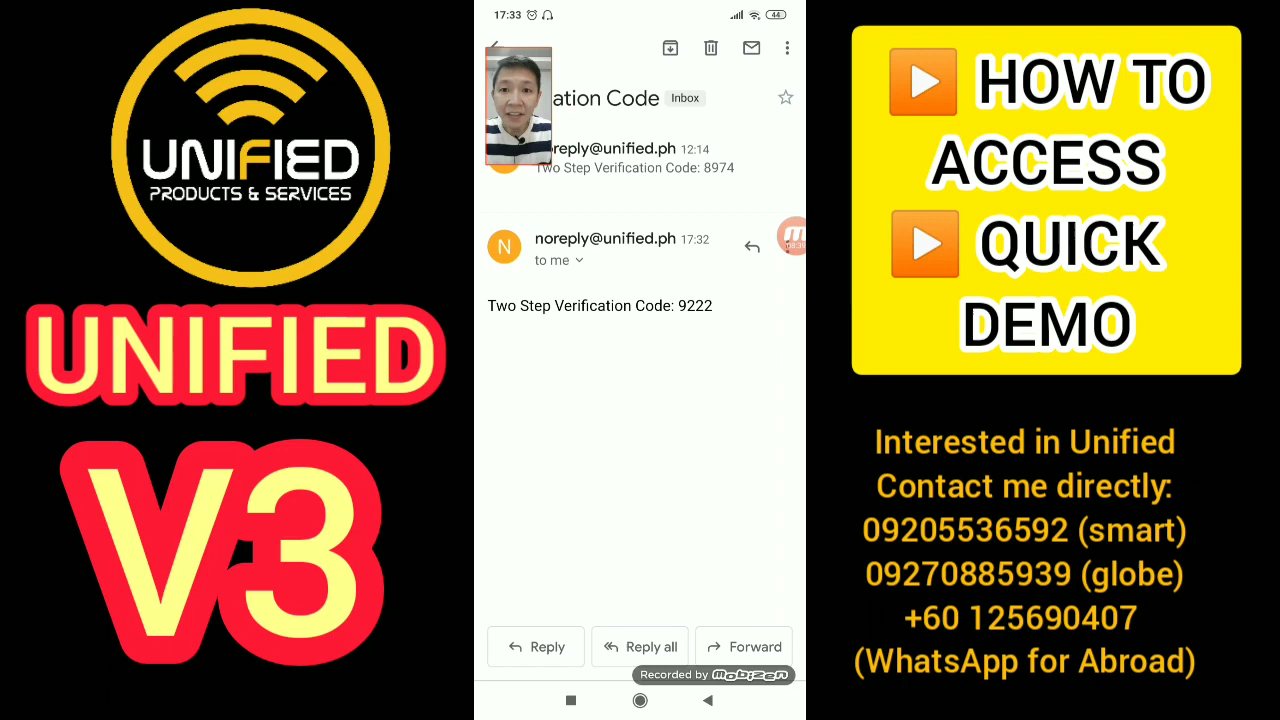 UNIFIED
PRODUCTS & SERVICES
UNIFIED
V3
17:33
44
ation Code
Inbox
reply@unified.ph 12:14
Two Step Verification Code: 8974
N
noreply@unified.ph 17:32
to me
Two Step Verification Code: 9222
Reply
Reply all
Forward
Recorded by mobizen
HOW TO
ACCESS
QUICK
DEMO
Interested in Unified
Contact me directly:
09205536592 (smart)
09270885939 (globe)
+60 125690407
(WhatsApp for Abroad)